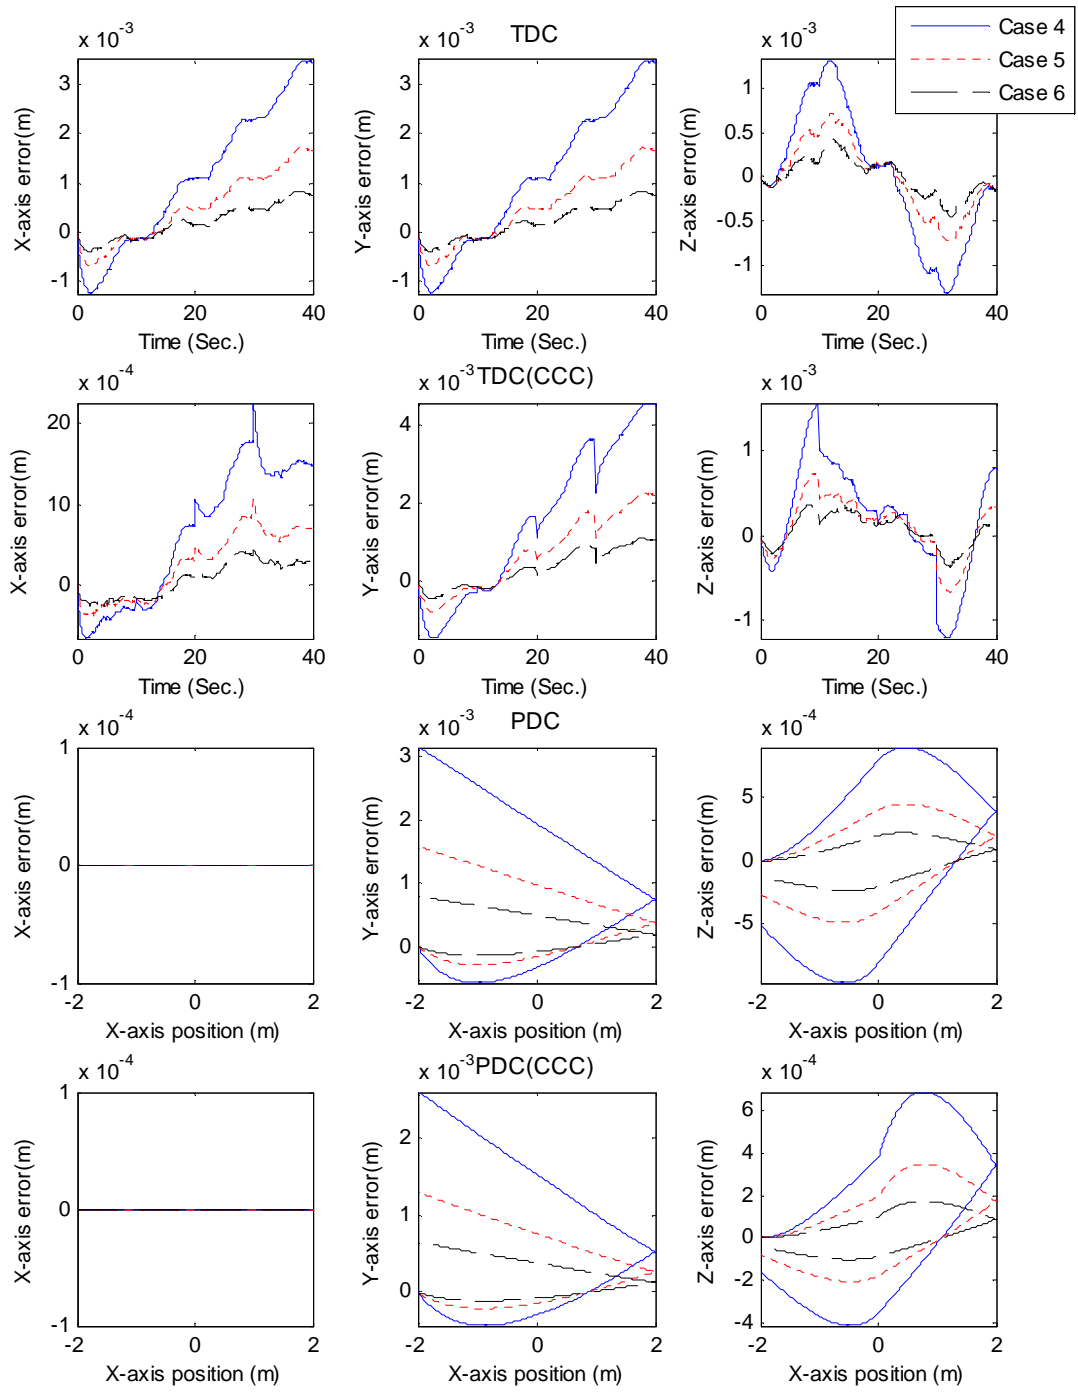 x 10-3
x 10-3
TDC
x 10-3
Case 4
Case 5
Case 6
X-axis error(m)
3
2
1
0
-1
0
20
40
Time (Sec.)
Y-axis error(m)
3
2
1
0
-1
0
20
40
Time (Sec.)
Z-axis error(m)
1
0.5
0
-0.5
-1
0
20
40
Time (Sec.)
x 10-4
x 10-3
TDC(CCC)
x 10-3
X-axis error(m)
20
10
0
0
20
40
Time (Sec.)
Y-axis error(m)
4
2
0
0
20
40
Time (Sec.)
Z-axis error(m)
1
0
-1
0
20
40
Time (Sec.)
x 10-4
x 10-3
PDC
x 10-4
X-axis error(m)
1
0
-1
-2
0
2
X-axis position (m)
Y-axis error(m)
3
2
1
0
-2
0
2
X-axis position (m)
Z-axis error(m)
5
0
-5
-2
0
2
X-axis position (m)
x 10-4
x 10-3
PDC(CCC)
x 10-4
X-axis error(m)
1
0
-1
-2
0
2
X-axis position (m)
Y-axis error(m)
2
1
0
-2
0
2
X-axis position (m)
Z-axis error(m)
6
4
2
0
-2
-4
-2
0
2
X-axis position (m)